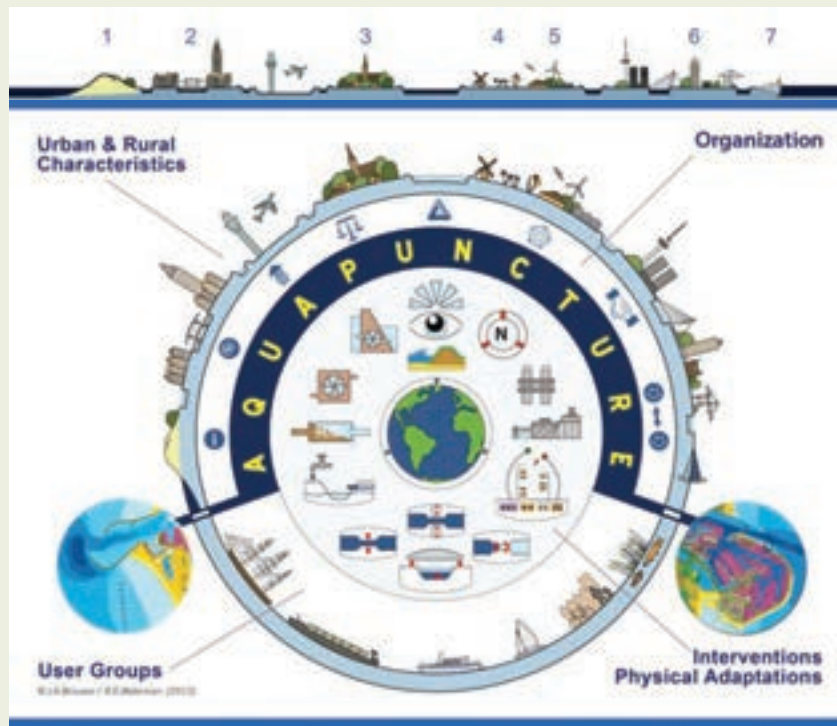 1 2 3 4 5 6 7
Urban & Rural
Characteristics
Organization
AQUAPUNCTURE
N
User Groups
Interventions
Physical Adaptations